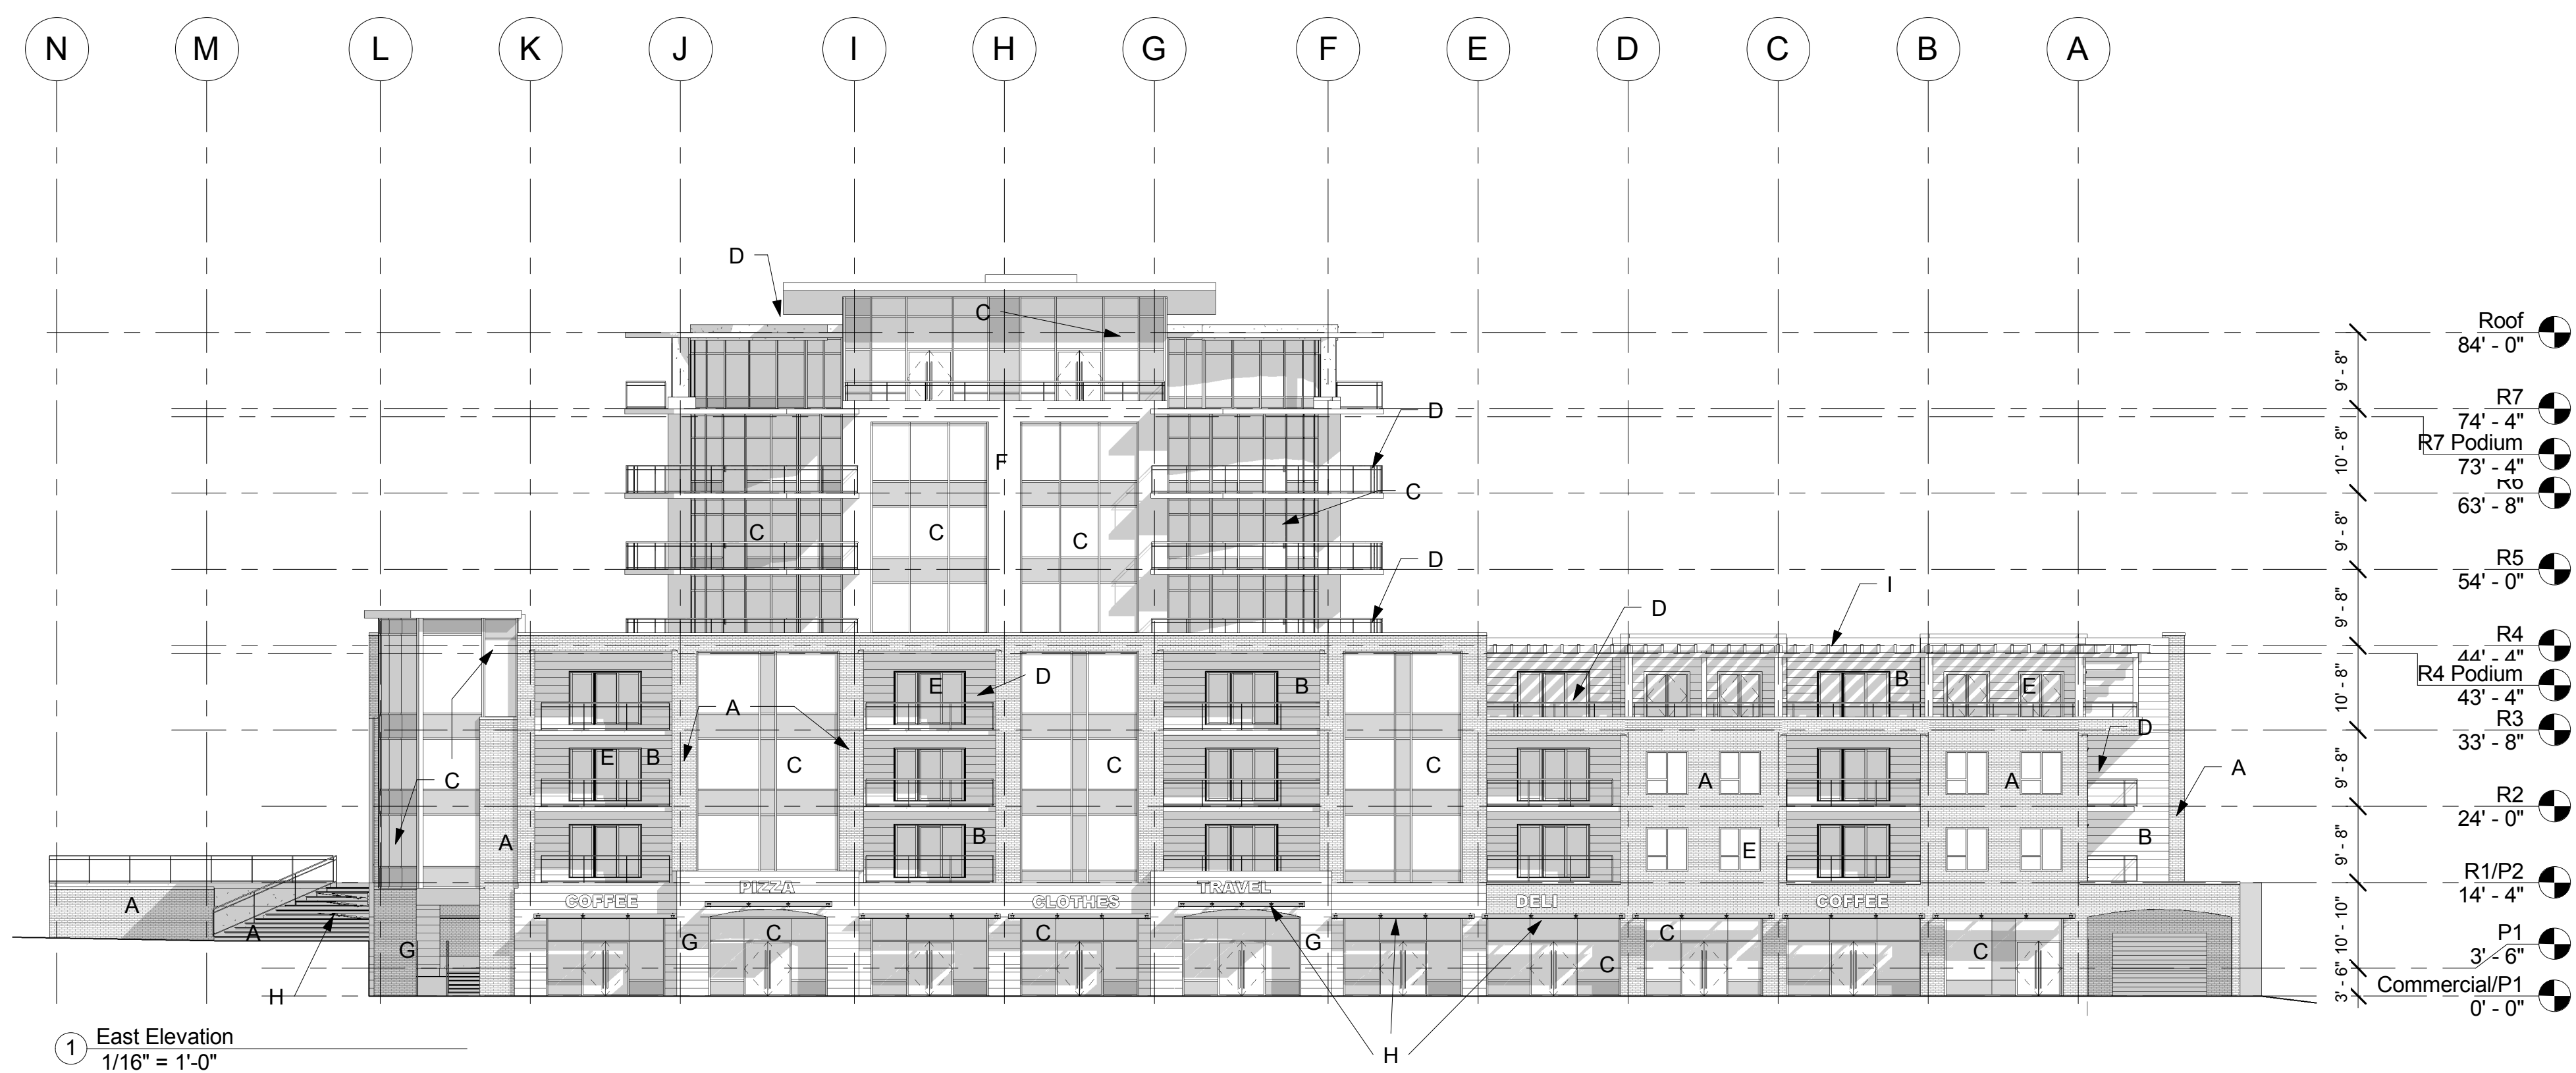 N M L K J I H G F E D C B A
D
C
Roof
84' - 0"
9' - 8"
R7
74' - 4"
D
R7 Podium
73' - 4"
10' - 8"
F
R6
63' - 8"
C
C
C
C
9' - 8"
D
R5
54' - 0"
I
D
9' - 8"
R4
44' - 4"
R4 Podium
43' - 4"
D
E
B
B
E
10' - 8"
A
R3
33' - 8"
D
E
B
C
C
C
A
A
A
C
9' - 8"
R2
24' - 0"
A
B
E
B
9' - 8"
R1/P2
14' - 4"
PIZZA
TRAVEL
COFFEE
CLOTHES
DELI
COFFEE
A
A
G
G
C
C
G
C
C
C
10' - 10"
P1
3' - 6"
3' - 6"
H
Commercial/P1
0' - 0"
H
1
East Elevation
1/16" = 1'-0"